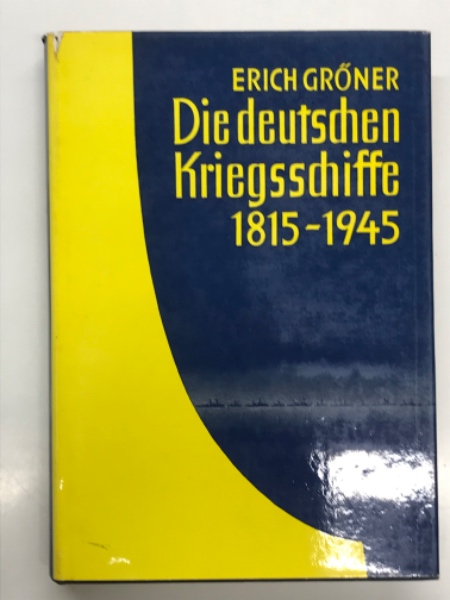 ERICH GRÖNER
Die deutschen
Kriegsschiffe
1815-1945